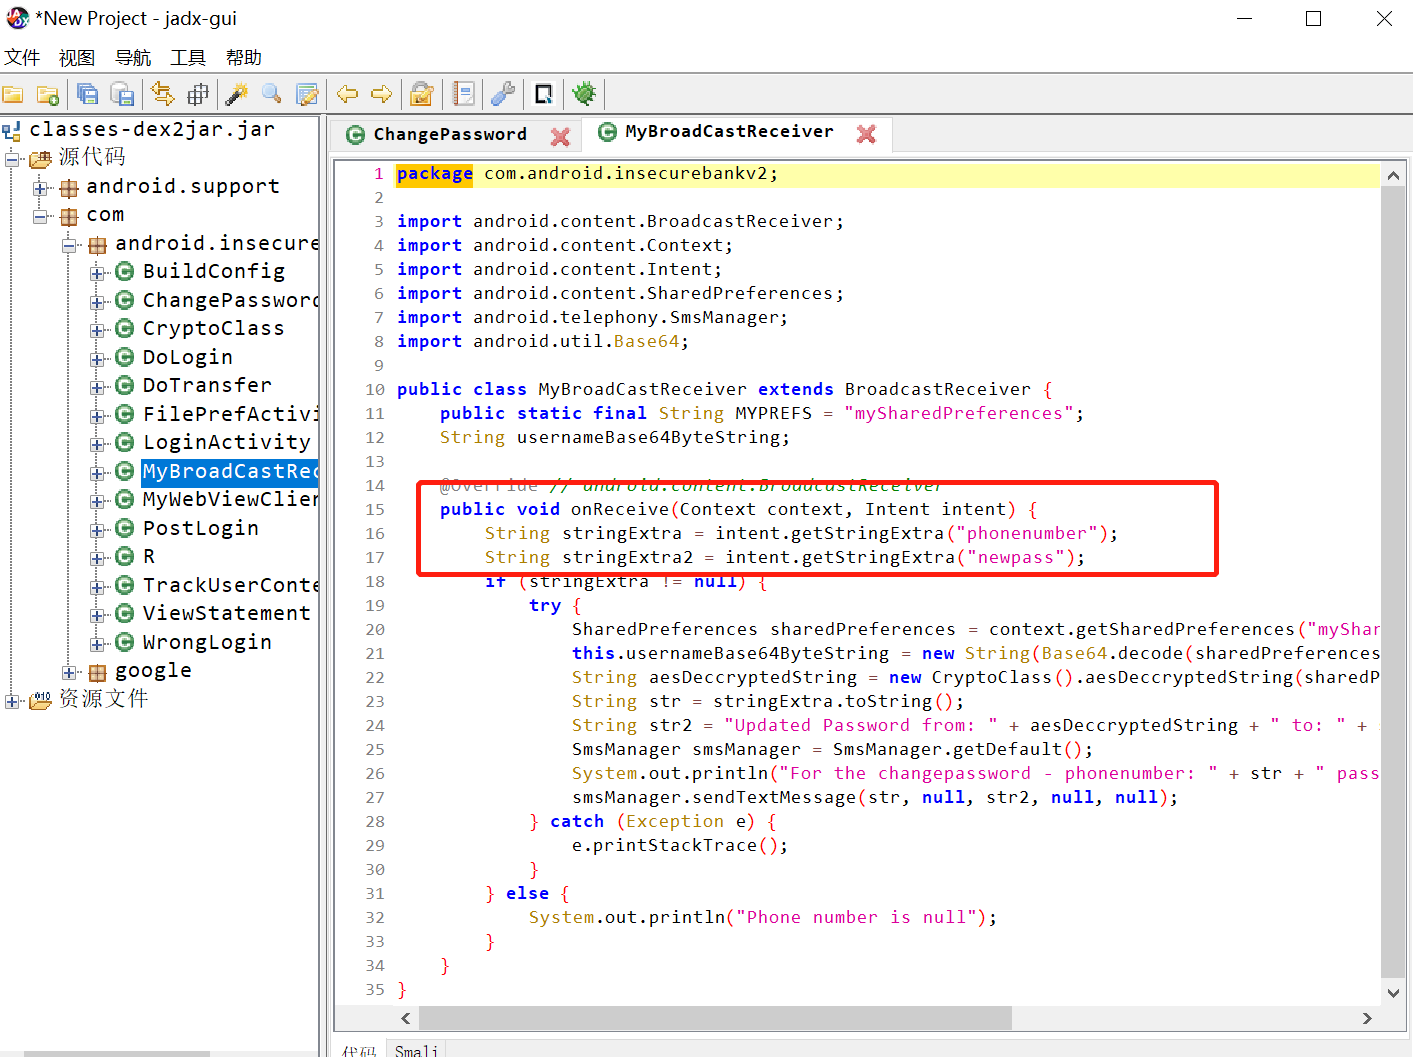 *New Project - jadx-gui
文件 视图 导航 工具 帮助
classes-dex2jar.jar
源代码
android.support
com
android.insecure
BuildConfig
ChangePassword
CryptoClass
DoLogin
DoTransfer
FilePrefActivi
LoginActivity
MyBroadCastRec
MyWebViewClier
PostLogin
R
TrackUserConte
ViewStatement
WrongLogin
google
资源文件
ChangePassword MyBroadCastReceiver
1 package com.android.insecurebankv2;
2
3 import android.content.BroadcastReceiver;
4 import android.content.Context;
5 import android.content.Intent;
6 import android.content.SharedPreferences;
7 import android.telephony.SmsManager;
8 import android.util.Base64;
9
10 public class MyBroadCastReceiver extends BroadcastReceiver {
11 public static final String MYPREFS = "mySharedPreferences";
12 String usernameBase64ByteString;
13
14 @Override // android.content.BroadcastReceiver
15 public void onReceive(Context context, Intent intent) {
16 String stringExtra = intent.getStringExtra("phonenumber");
17 String stringExtra2 = intent.getStringExtra("newpass");
18 if (stringExtra != null) {
19 try {
20 SharedPreferences sharedPreferences = context.getSharedPreferences("myShar
21 this.usernameBase64ByteString = new String(Base64.decode(sharedPreferences
22 String aesDeccryptedString = new CryptoClass().aesDeccryptedString(sharedP
23 String str = stringExtra.toString();
24 String str2 = "Updated Password from: " + aesDeccryptedString + " to: " +
25 SmsManager smsManager = SmsManager.getDefault();
26 System.out.println("For the changepassword - phonenumber: " + str + " pass
27 smsManager.sendTextMessage(str, null, str2, null, null);
28 } catch (Exception e) {
29 e.printStackTrace();
30 }
31 } else {
32 System.out.println("Phone number is null");
33 }
34 }
35 }
代码 Smali